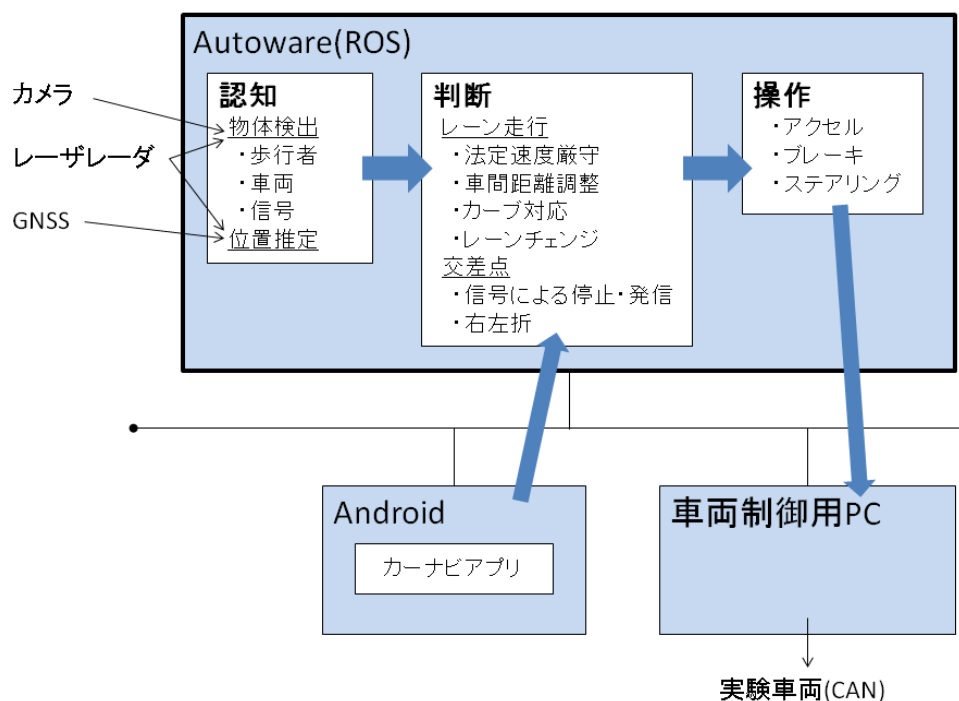 Autoware(ROS)
カメラ
レーザレーダ
GNSS
認知
物体検出
・歩行者
・車両
・信号
位置推定
判断
レーン走行
・法定速度厳守
・車間距離調整
・カーブ対応
・レーンチェンジ
交差点
・信号による停止・発信
・右左折
操作
・アクセル
・ブレーキ
・ステアリング
Android
カーナビアプリ
車両制御用PC
実験車両(CAN)